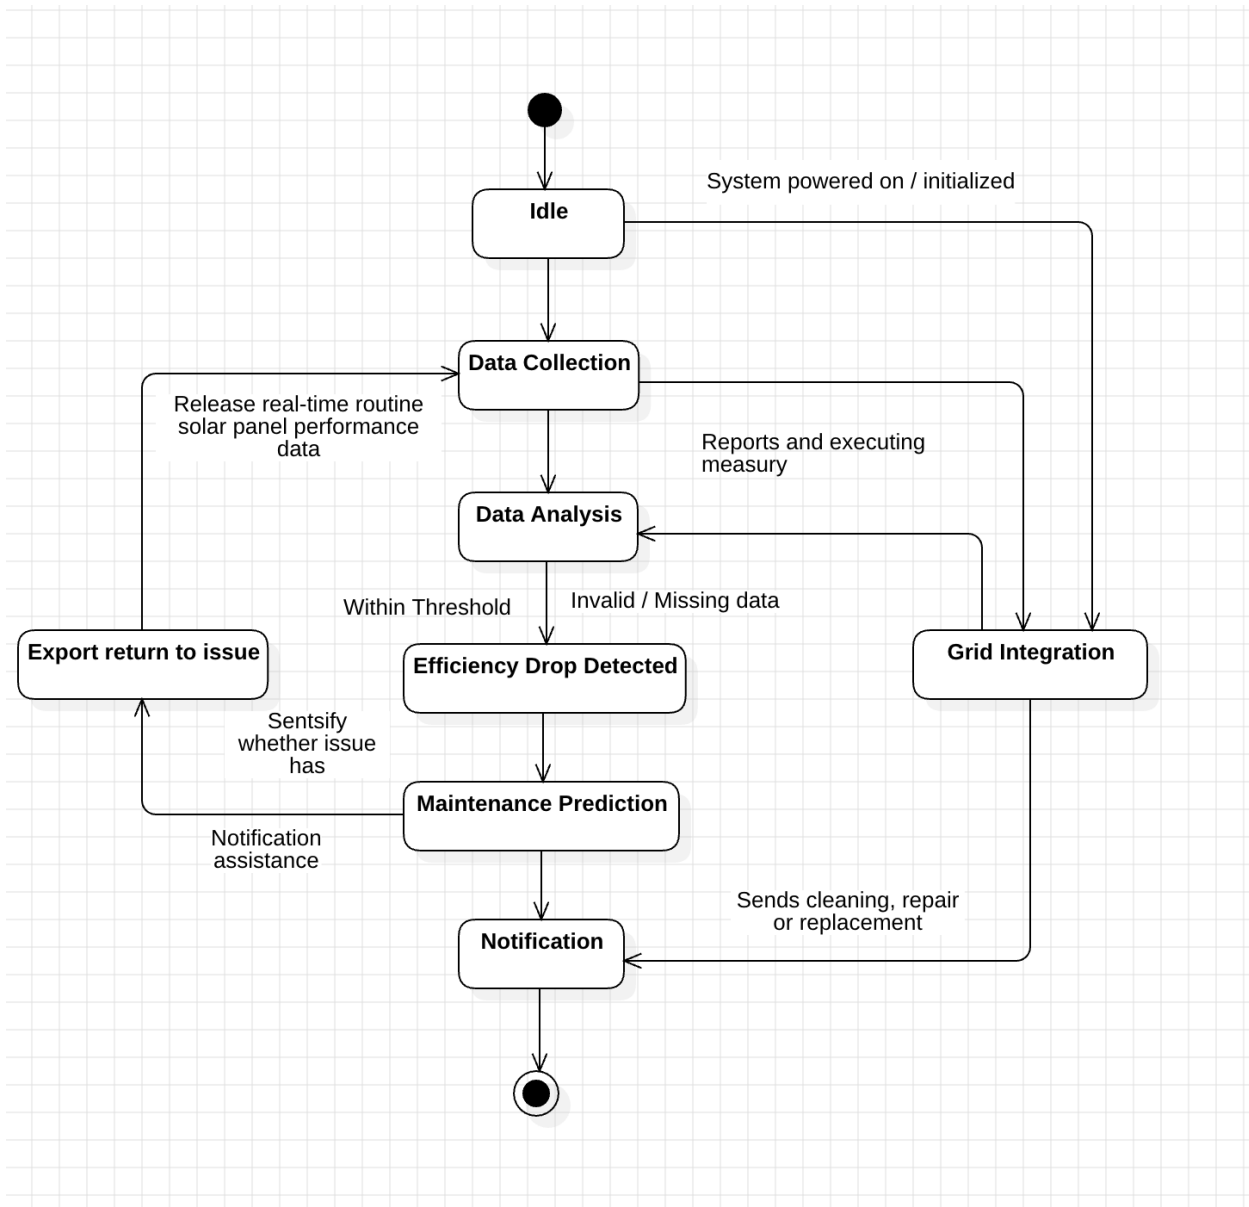 System powered on / initialized
Idle
Data Collection
Release real-time routine
solar panel performance
data
Reports and executing
measury
Data Analysis
Within Threshold
Invalid / Missing data
Export return to issue
Efficiency Drop Detected
Grid Integration
Sentsify
whether issue
has
Maintenance Prediction
Notification
assistance
Sends cleaning, repair
or replacement
Notification